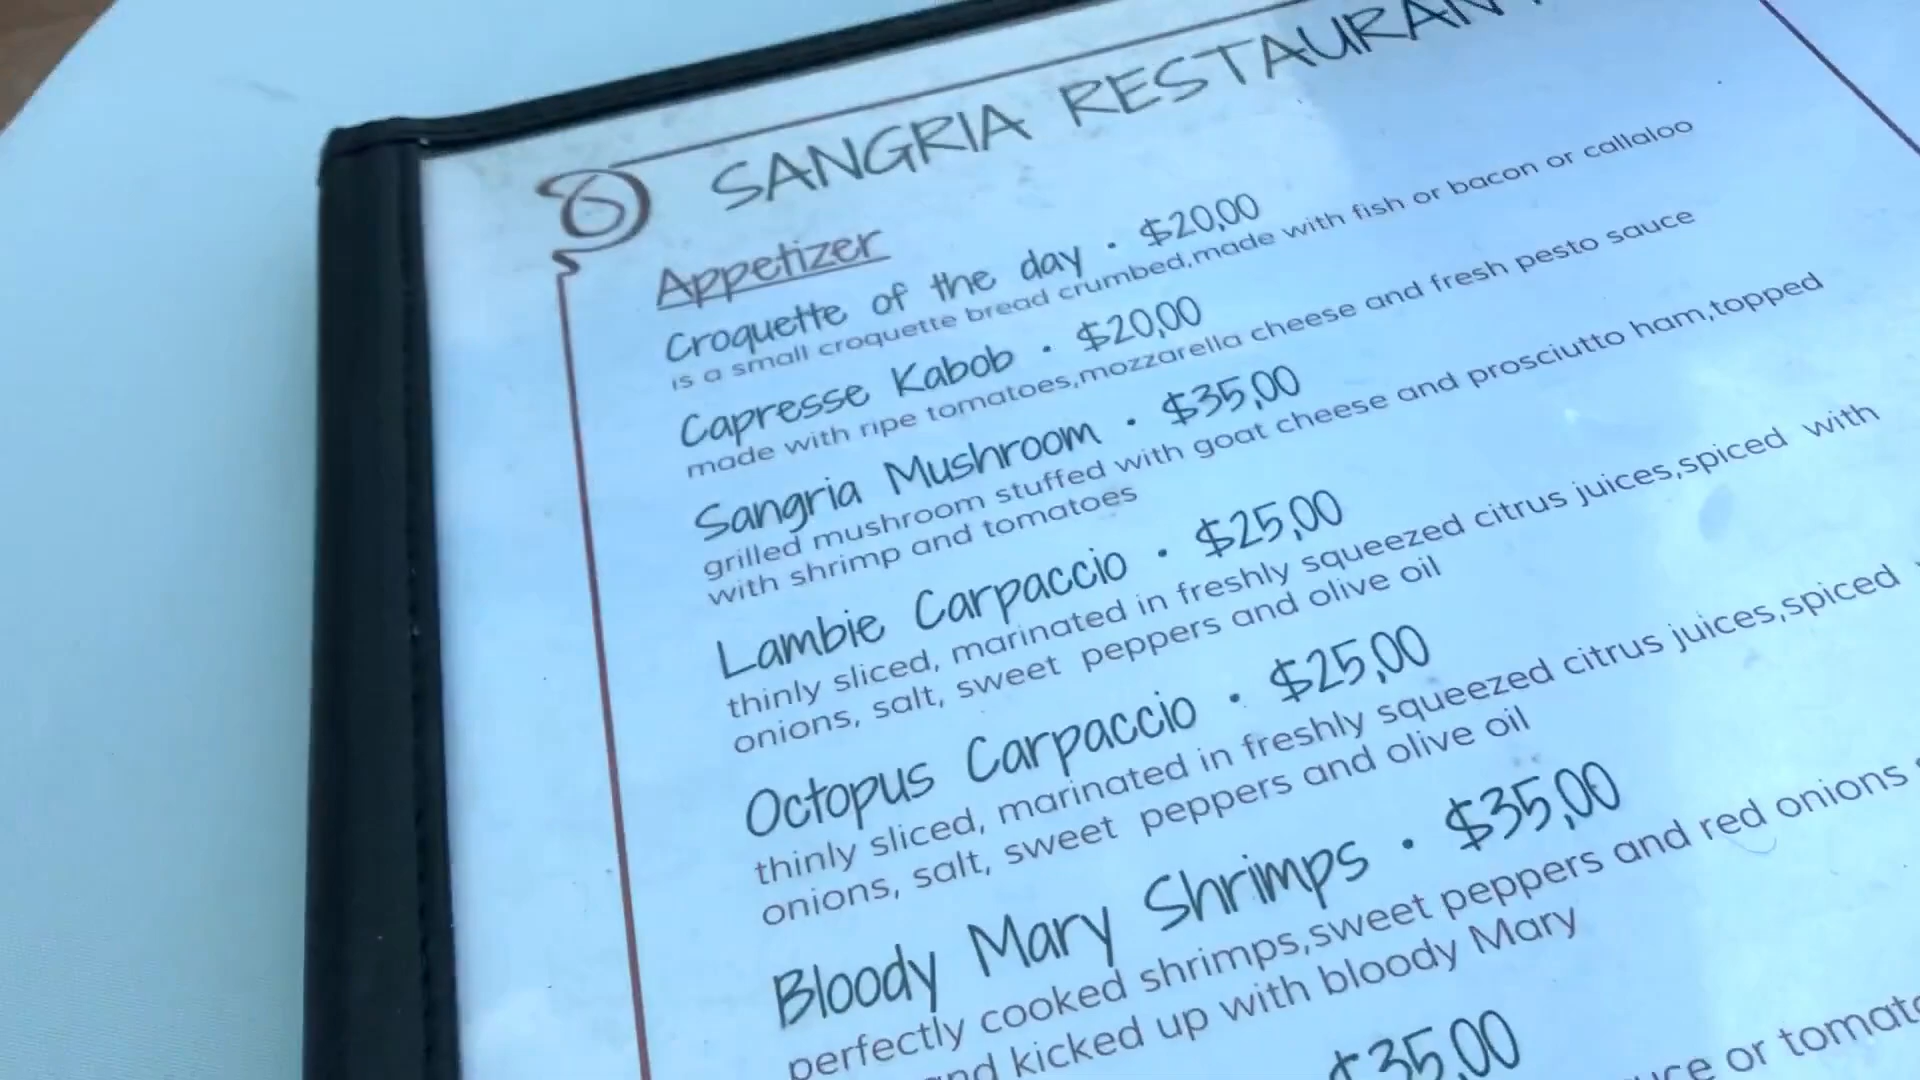 SANGRIA RESTAURAN
Appetizer
Croquette of the day · $20,00
is a small croquette bread crumbed,made with fish or bacon or callaloo
Capresse Kabob · $20,00
made with ripe tomatoes,mozzarella cheese and fresh pesto sauce
Sangria Mushroom · $35,00
grilled mushroom stuffed with goat cheese and prosciutto ham,topped
with shrimp and tomatoes
Lambie Carpaccio · $25,00
thinly sliced, marinated in freshly squeezed citrus juices,spiced with
onions, salt, sweet peppers and olive oil
Octopus Carpaccio · $25,00
thinly sliced, marinated in freshly squeezed citrus juices,spiced
onions, salt, sweet peppers and olive oil
Bloody Mary Shrimps · $35,00
perfectly cooked shrimps,sweet peppers and red onions
kicked up with bloody Mary
$35,00
or